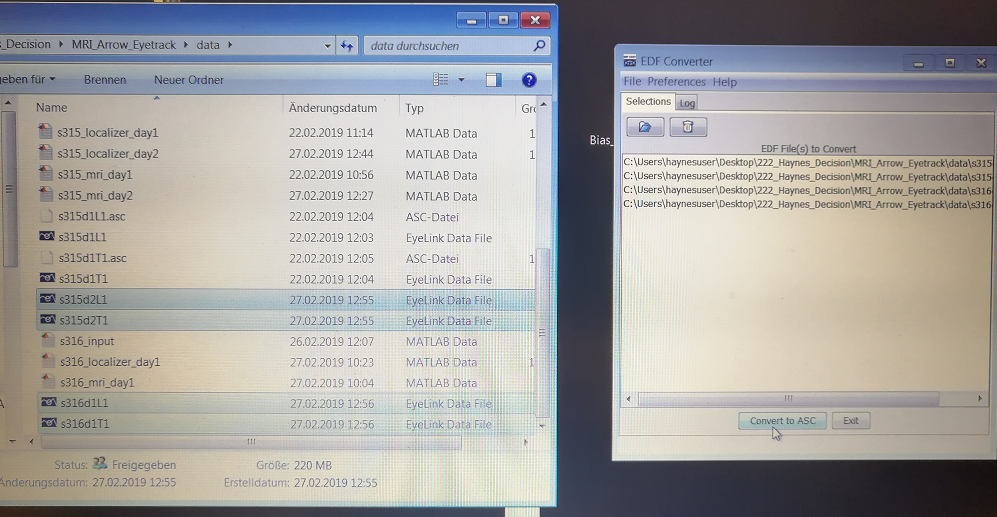 s_Decision ▸ MRI_Arrow_Eyetrack ▸ data ▸
data durchsuchen
eben für Brennen Neuer Ordner
Name Änderungsdatum Typ Grö
s315_localizer_day1 22.02.2019 11:14 MATLAB Data 1
s315_localizer_day2 27.02.2019 12:44 MATLAB Data 1
s315_mri_day1 22.02.2019 10:56 MATLAB Data
s315_mri_day2 27.02.2019 12:27 MATLAB Data
s315d1L1.asc 22.02.2019 12:04 ASC-Datei
s315d1L1 22.02.2019 12:03 EyeLink Data File
s315d1T1.asc 22.02.2019 12:05 ASC-Datei 1
s315d1T1 22.02.2019 12:04 EyeLink Data File
s315d2L1 27.02.2019 12:55 EyeLink Data File
s315d2T1 27.02.2019 12:55 EyeLink Data File
s316_input 26.02.2019 12:07 MATLAB Data
s316_localizer_day1 27.02.2019 10:23 MATLAB Data 1
s316_mri_day1 27.02.2019 10:04 MATLAB Data
s316d1L1 27.02.2019 12:56 EyeLink Data File
s316d1T1 27.02.2019 12:56 EyeLink Data File
A
Status: Freigegeben Größe: 220 MB
Änderungsdatum: 27.02.2019 12:55 Erstelldatum: 27.02.2019 12:55
Bias_
EDF Converter
File Preferences Help
Selections Log
EDF File(s) to Convert
C:\Users\haynesuser\Desktop\222_Haynes_Decision\MRI_Arrow_Eyetrack\data\s315
C:\Users\haynesuser\Desktop\222_Haynes_Decision\MRI_Arrow_Eyetrack\data\s315
C:\Users\haynesuser\Desktop\222_Haynes_Decision\MRI_Arrow_Eyetrack\data\s316
C:\Users\haynesuser\Desktop\222_Haynes_Decision\MRI_Arrow_Eyetrack\data\s316
Convert to ASC Exit